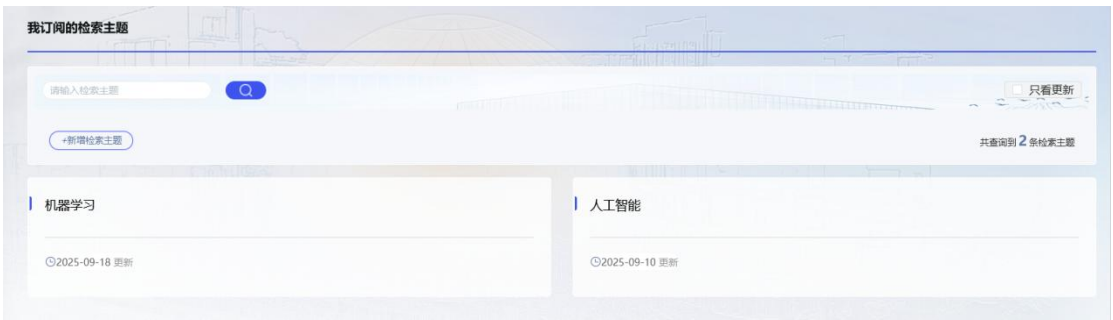 我订阅的检索主题
请输入检索主题
只看更新
+新增检索主题
共查询到 2 条检索主题
机器学习
人工智能
2025-09-18 更新
2025-09-10 更新